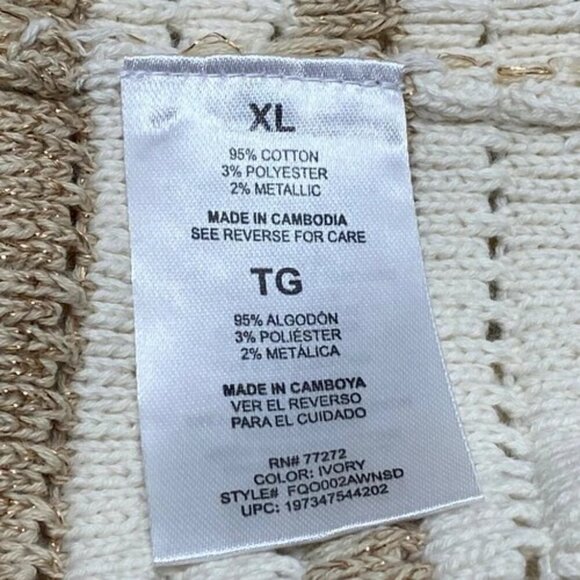 XL
95% COTTON
3% POLYESTER
2% METALLIC
MADE IN CAMBODIA
SEE REVERSE FOR CARE
TG
95% ALGODÓN
3% POLIÉSTER
2% METÁLICA
MADE EN CAMBOYA
VER EL REVERSO
PARA EL CUIDADO
RN# 77272
COLOR: IVORY
STYLE# FQO002AWNSD
UPC: 197347544202